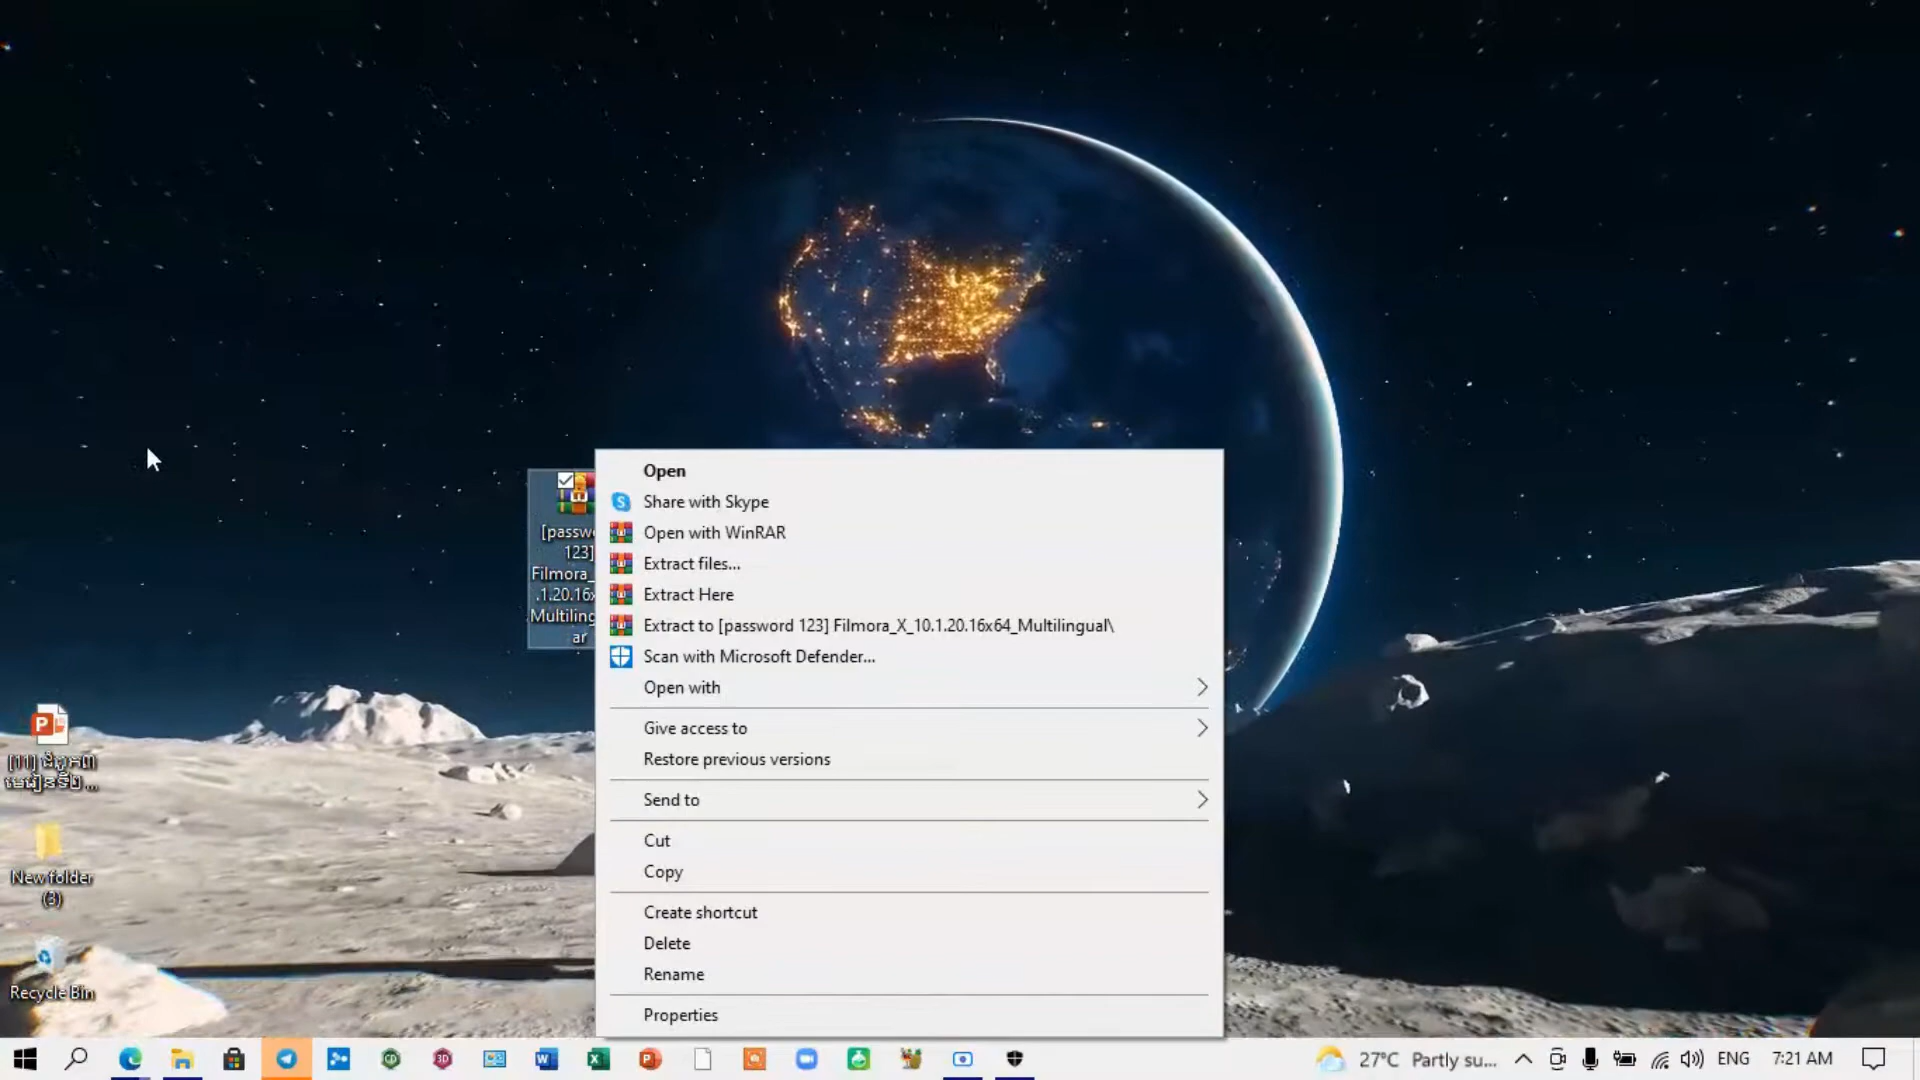 [passw
123]
Filmora_
.1.20.16x
Multiling
ar
Open
Share with Skype
Open with WinRAR
Extract files...
Extract Here
Extract to [password 123] Filmora_X_10.1.20.16x64_Multilingual\
Scan with Microsoft Defender...
Open with
Give access to
Restore previous versions
Send to
Cut
Copy
Create shortcut
Delete
Rename
Properties
[11]
New folder
(3)
Recycle Bin
27°C Partly su...
ENG
7:21 AM